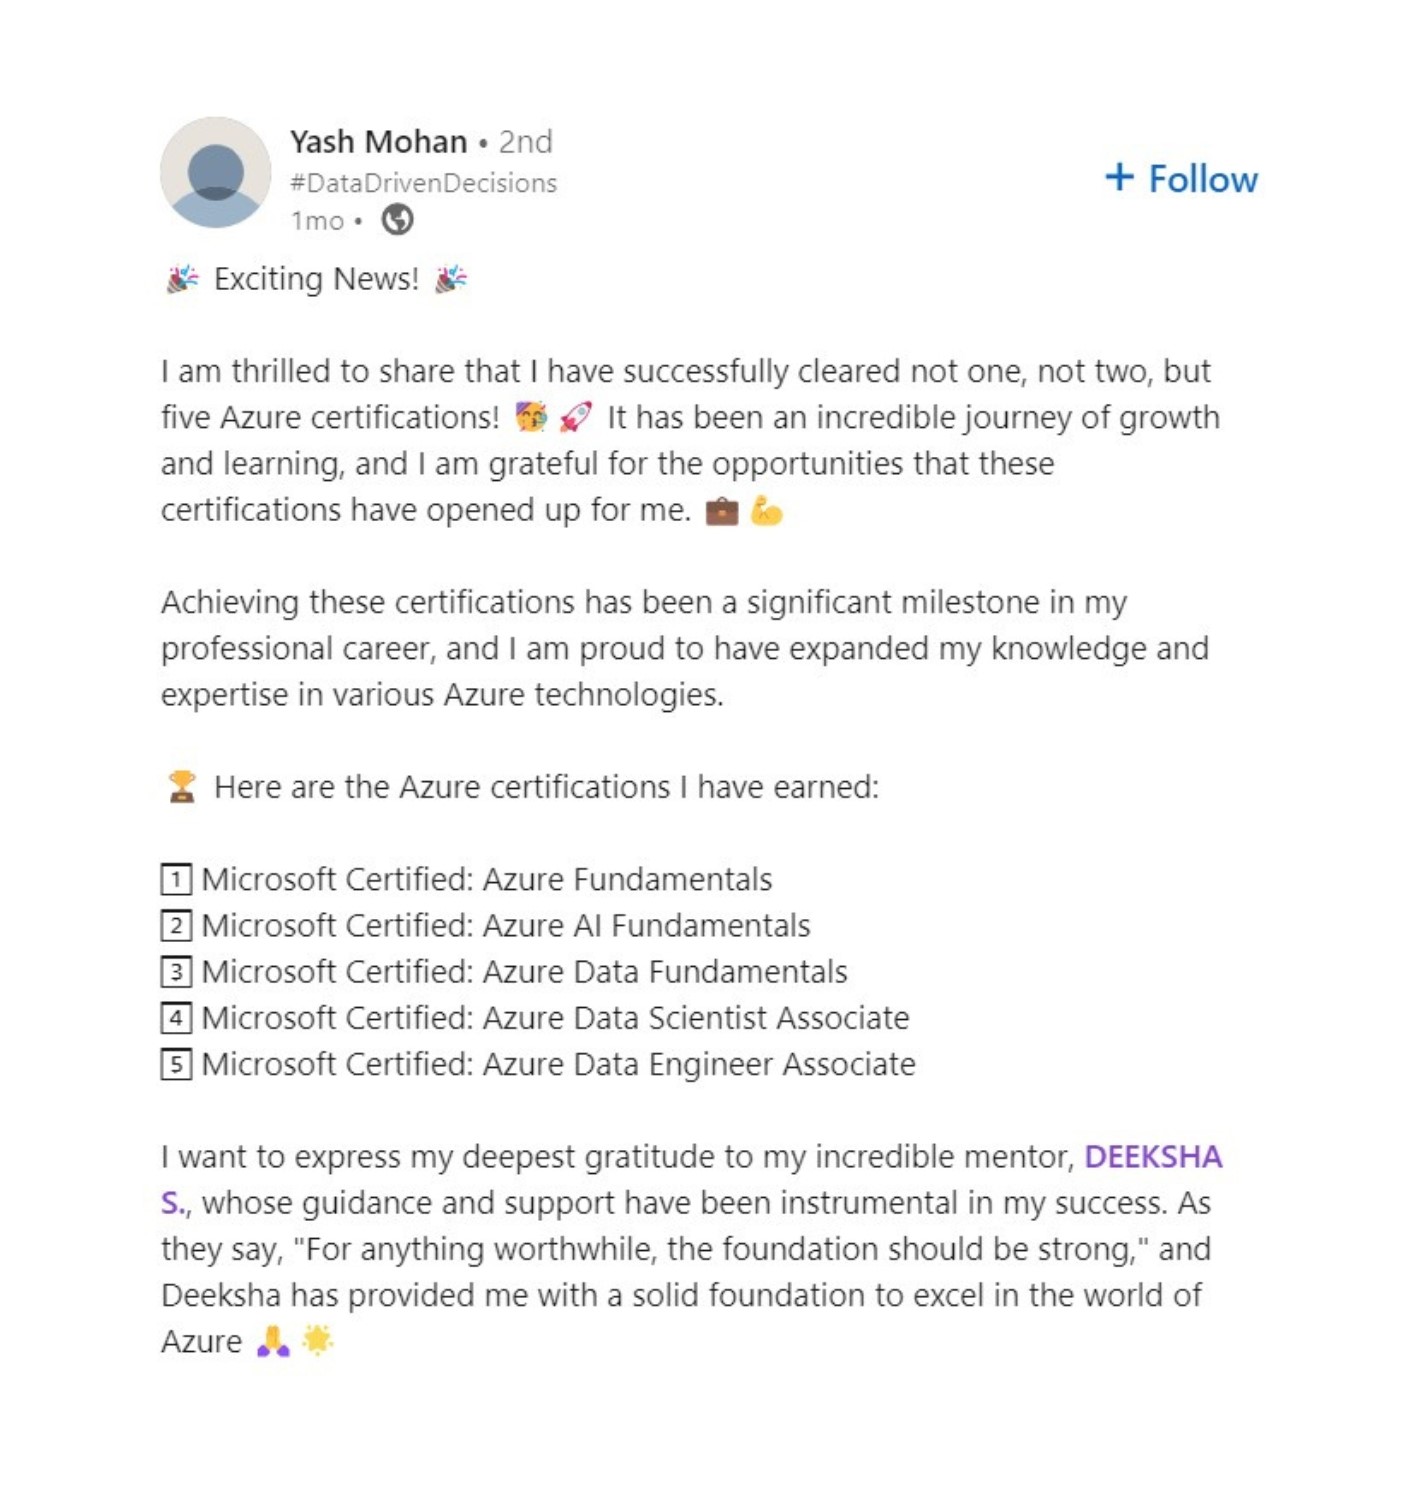 Yash Mohan • 2nd
#DataDrivenDecisions
1mo •
+ Follow
🎉 Exciting News! 🎉
I am thrilled to share that I have successfully cleared not one, not two, but
five Azure certifications! 🥳 🚀 It has been an incredible journey of growth
and learning, and I am grateful for the opportunities that these
certifications have opened up for me. 💼 💪
Achieving these certifications has been a significant milestone in my
professional career, and I am proud to have expanded my knowledge and
expertise in various Azure technologies.
🏆 Here are the Azure certifications I have earned:
1 Microsoft Certified: Azure Fundamentals
2 Microsoft Certified: Azure AI Fundamentals
3 Microsoft Certified: Azure Data Fundamentals
4 Microsoft Certified: Azure Data Scientist Associate
5 Microsoft Certified: Azure Data Engineer Associate
I want to express my deepest gratitude to my incredible mentor, DEEKSHA
S., whose guidance and support have been instrumental in my success. As
they say, "For anything worthwhile, the foundation should be strong," and
Deeksha has provided me with a solid foundation to excel in the world of
Azure 🙏 🌟